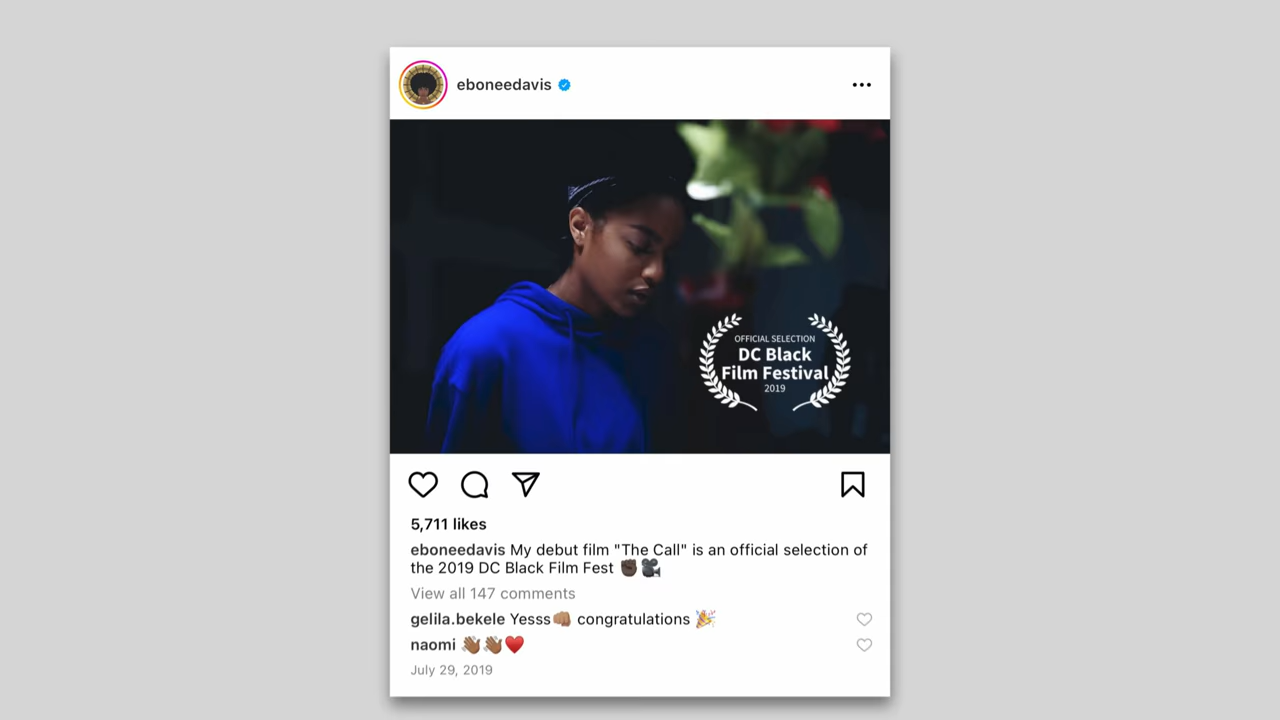 eboneedavis
OFFICIAL SELECTION
DC Black
Film Festival
2019
5,711 likes
eboneedavis My debut film "The Call" is an official selection of
the 2019 DC Black Film Fest ✊🏿🎥
View all 147 comments
gelila.bekele Yesss👊🏽 congratulations 🎉
naomi 👋🏾👋🏾❤️
July 29, 2019